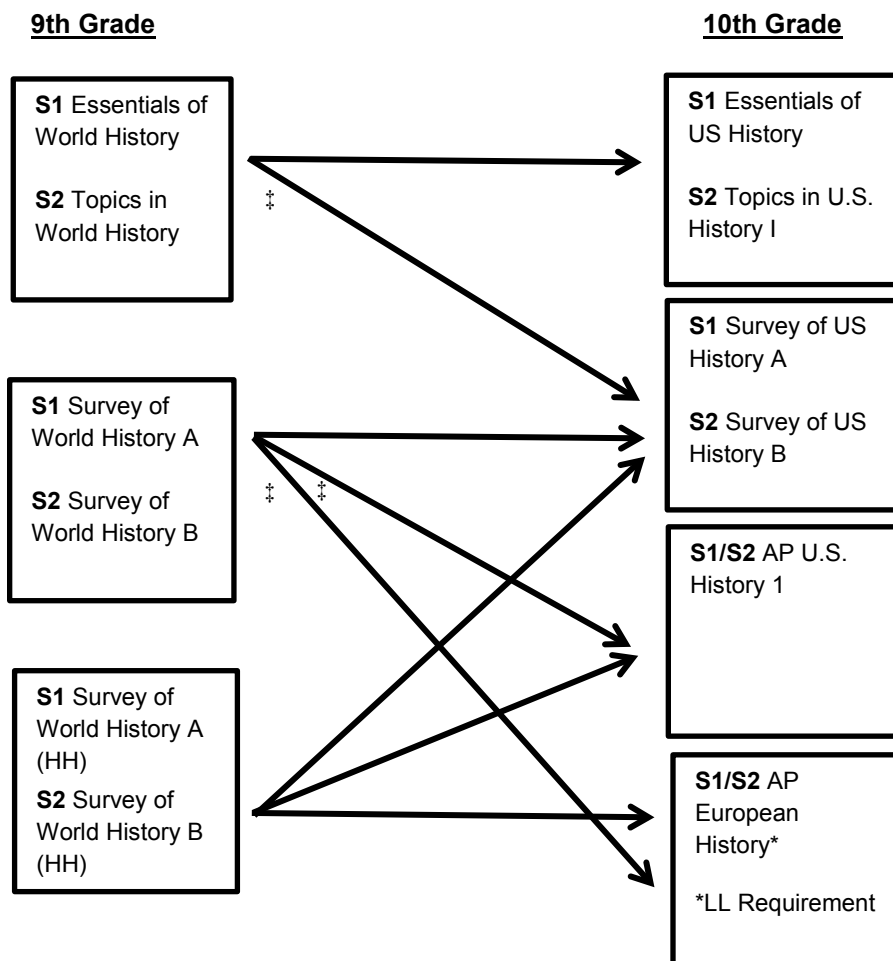 9th Grade
10th Grade
S1 Essentials of
World History
S2 Topics in
World History
‡
S1 Essentials of
US History
S2 Topics in U.S.
History I
S1 Survey of
World History A
S2 Survey of
World History B
‡ ‡
S1 Survey of US
History A
S2 Survey of US
History B
S1/S2 AP U.S.
History 1
S1 Survey of
World History A
(HH)
S2 Survey of
World History B
(HH)
S1/S2 AP
European
History*
*LL Requirement